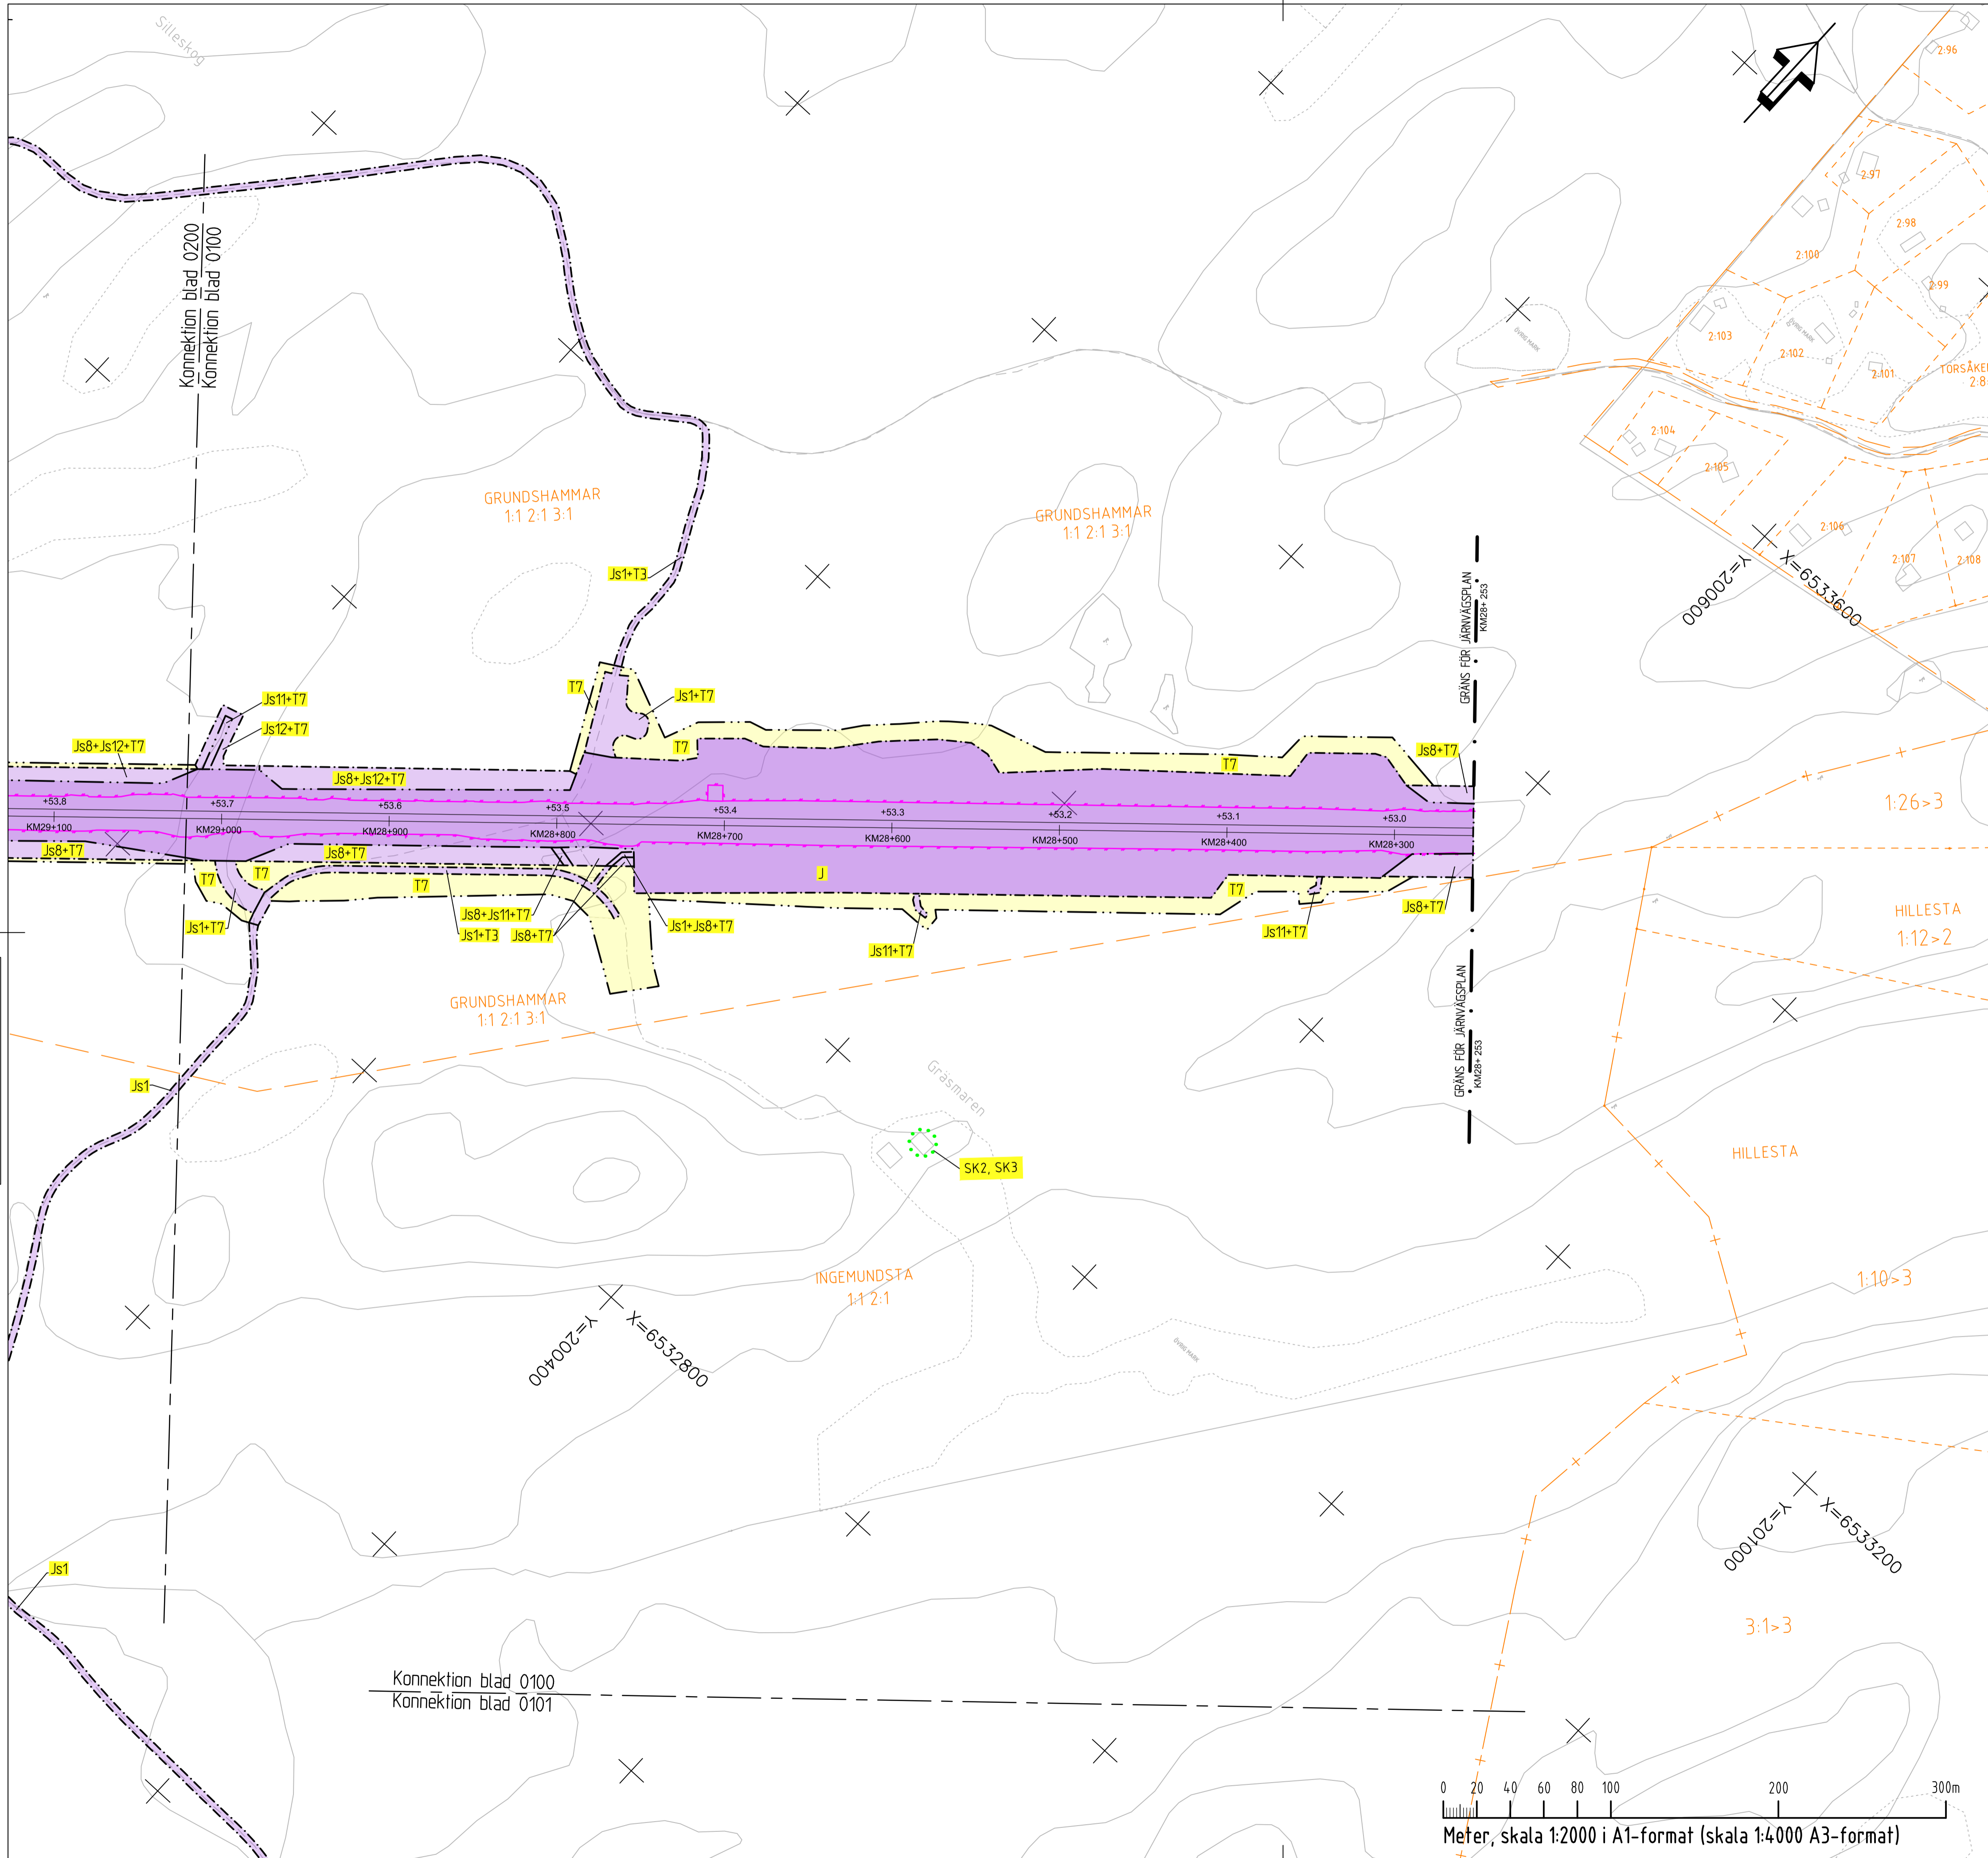 Silleskog
2:96
2:97
2:98
2:100
2:99
2:103
2:102
2:101
TORSÅKE
2:8
ÖVRIG MARK
ÖVRIG MARK
2:104
2:105
2:106
2:107
2:108
Konnektion blad 0200
Konnektion blad 0100
GRUNDSHAMMAR
1:1 2:1 3:1
GRUNDSHAMMAR
1:1 2:1 3:1
Js1+T3
Y=200600
X=6533600
GRÄNS FÖR JÄRNVÄGSPLAN
KM28+ 253
T7
Js1+T7
Js11+T7
Js12+T7
Js8+Js12+T7
Js8+Js12+T7
T7
T7
Js8+T7
+53.8
+53.7
+53.6
+53.5
+53.4
+53.3
+53.2
+53.1
+53.0
KM29+100
KM29+000
KM28+900
KM28+800
KM28+700
KM28+600
KM28+500
KM28+400
KM28+300
Js8+T7
Js8+T7
T7
T7
T7
J
T7
Js8+T7
Js1+T7
Js8+Js11+T7
Js1+T3
Js8+T7
Js1+Js8+T7
Js11+T7
Js11+T7
1:26>3
HILLESTA
1:12>2
GRUNDSHAMMAR
1:1 2:1 3:1
GRÄNS FÖR JÄRNVÄGSPLAN
KM28+ 253
Js1
Gräsmaren
SK2, SK3
HILLESTA
INGEMUNDSTA
1:1 2:1
1:10>3
Y=200400
X=6532800
ÖVRIG MARK
Y=201000
X=6533200
Js1
3:1>3
Konnektion blad 0100
Konnektion blad 0101
0 20 40 60 80 100 200 300m
Meter, skala 1:2000 i A1-format (skala 1:4000 A3-format)